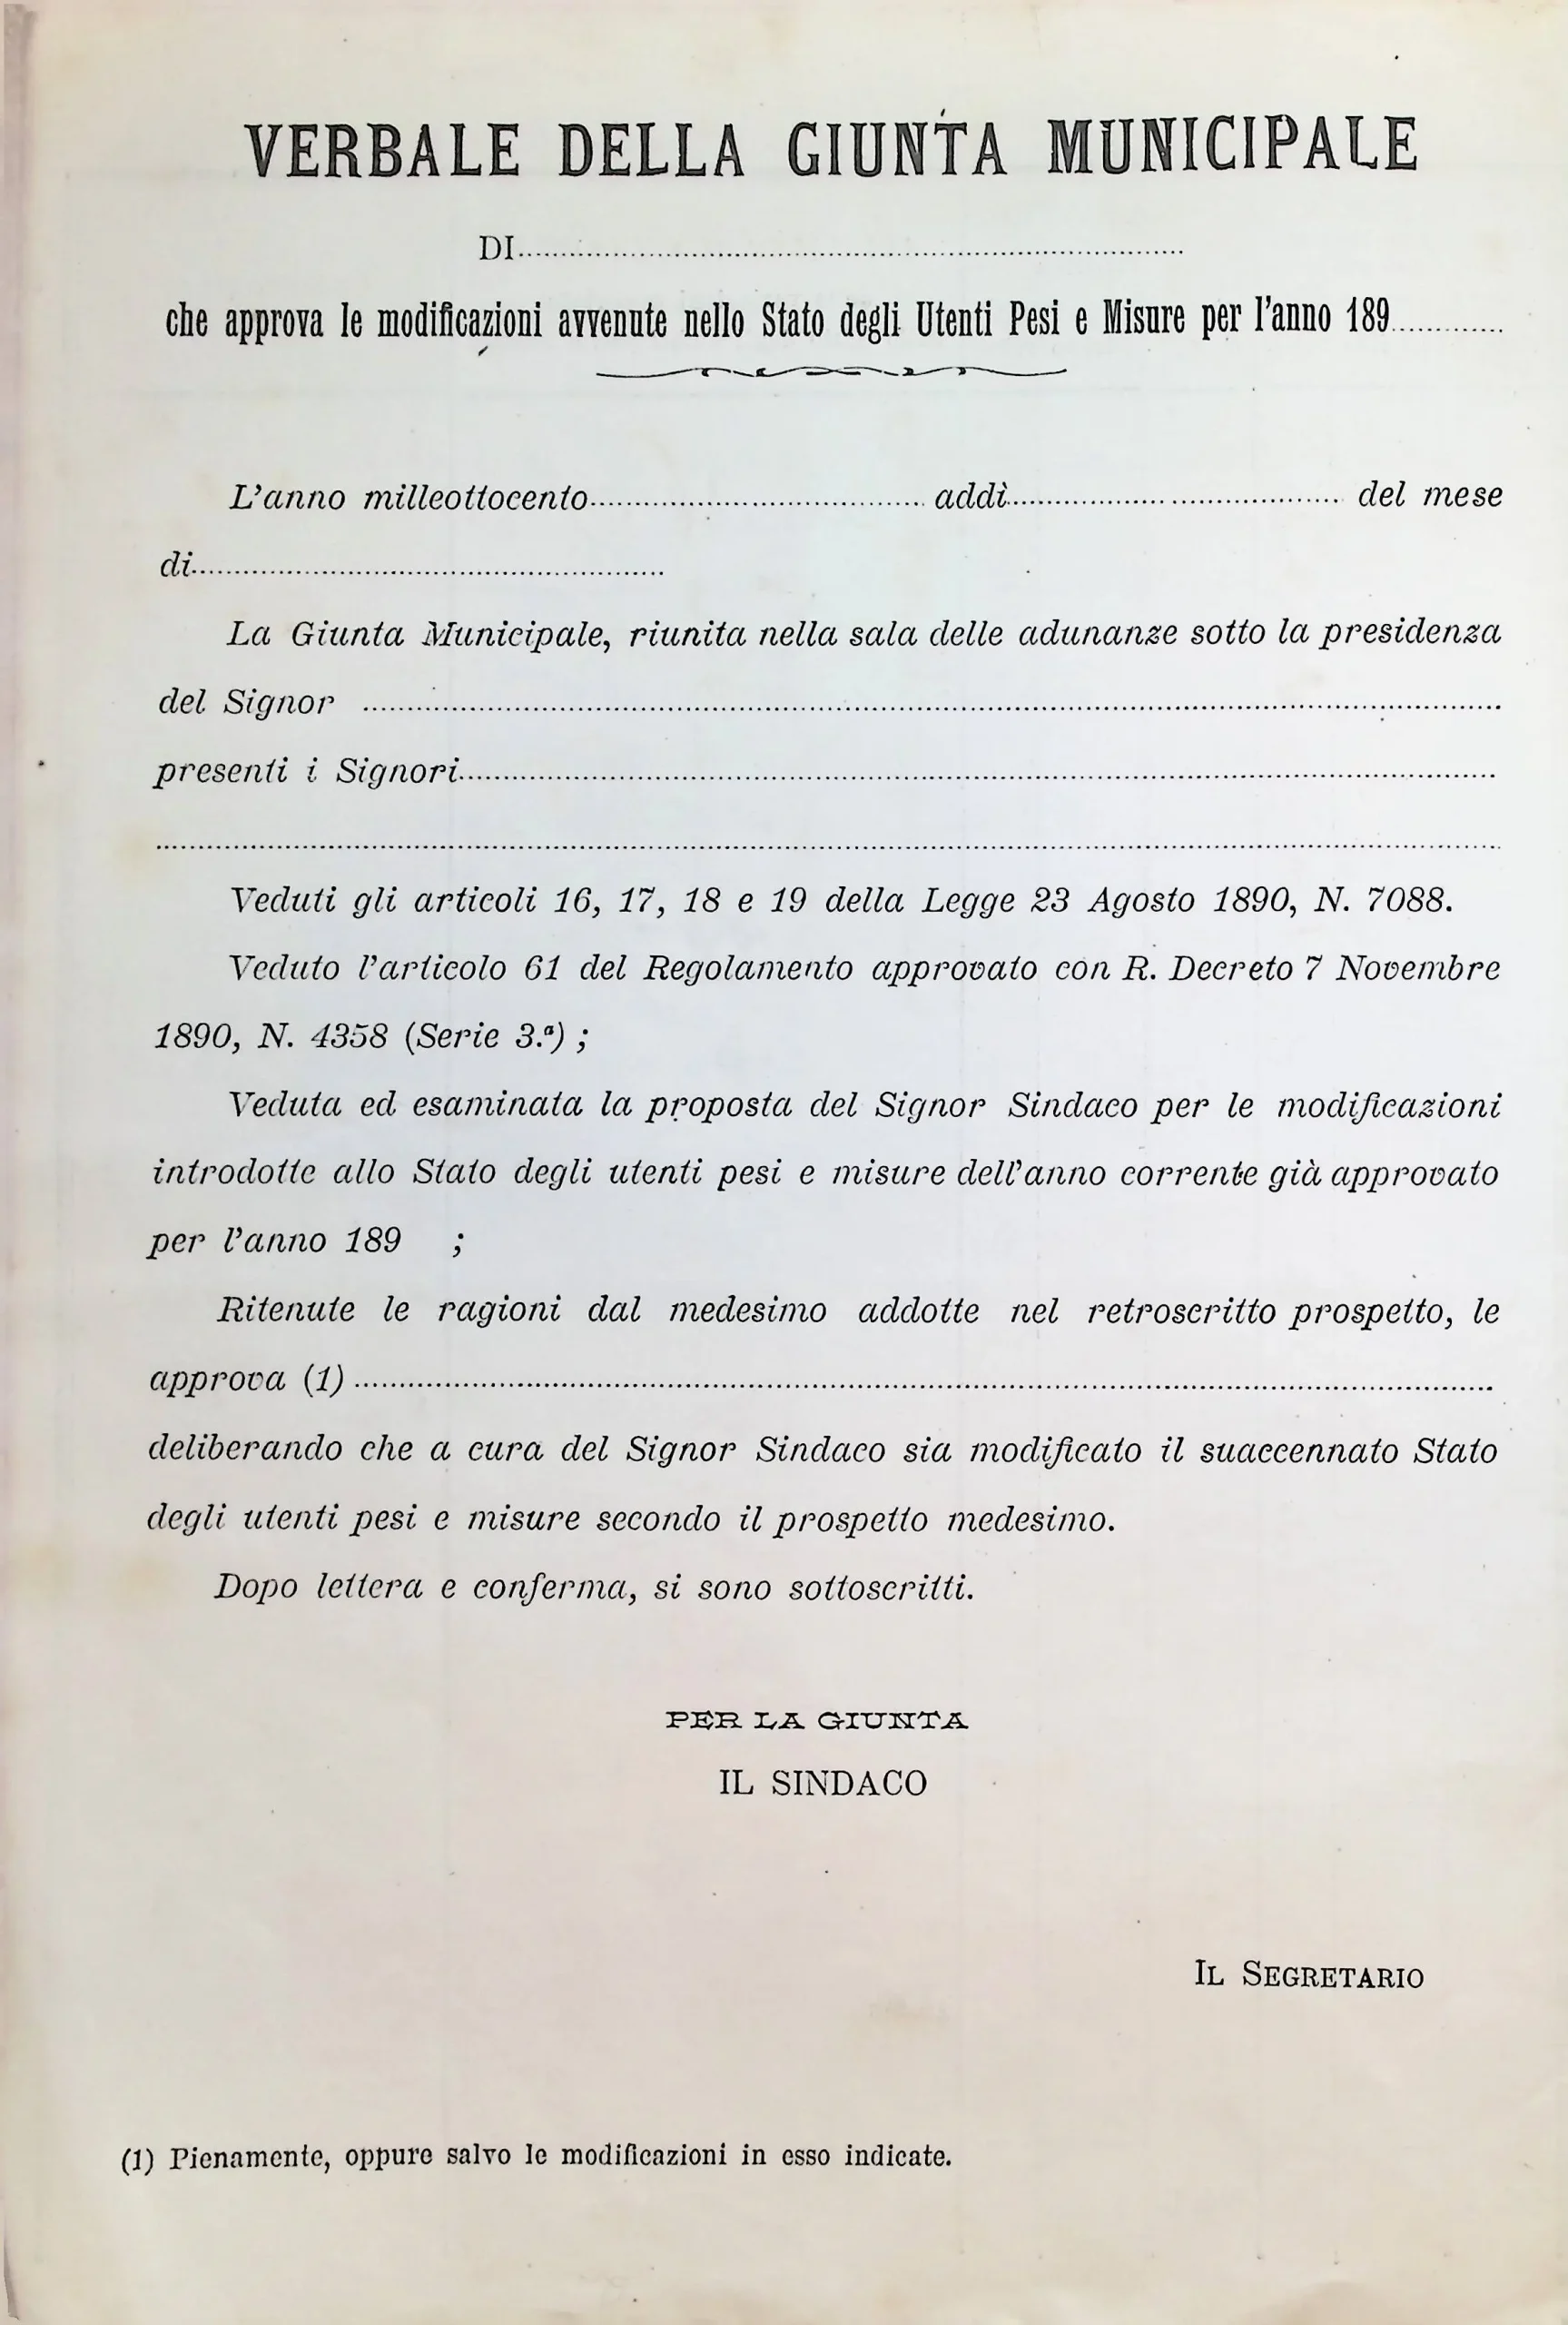 VERBALE DELLA GIUNTA MUNICIPALE
DI
che approva le modificazioni avvenute nello Stato degli Utenti Pesi e Misure per l'anno 189
L'anno milleottocento addì del mese
di
La Giunta Municipale, riunita nella sala delle adunanze sotto la presidenza
del Signor
presenti i Signori
Veduti gli articoli 16, 17, 18 e 19 della Legge 23 Agosto 1890, N. 7088.
Veduto l'articolo 61 del Regolamento approvato con R. Decreto 7 Novembre
1890, N. 4358 (Serie 3.ª) ;
Veduta ed esaminata la proposta del Signor Sindaco per le modificazioni
introdotte allo Stato degli utenti pesi e misure dell'anno corrente già approvato
per l'anno 189 ;
Ritenute le ragioni dal medesimo addotte nel retroscritto prospetto, le
approva (1)
deliberando che a cura del Signor Sindaco sia modificato il suaccennato Stato
degli utenti pesi e misure secondo il prospetto medesimo.
Dopo lettera e conferma, si sono sottoscritti.
PER LA GIUNTA
IL SINDACO
IL SEGRETARIO
(1) Pienamente, oppure salvo le modificazioni in esso indicate.